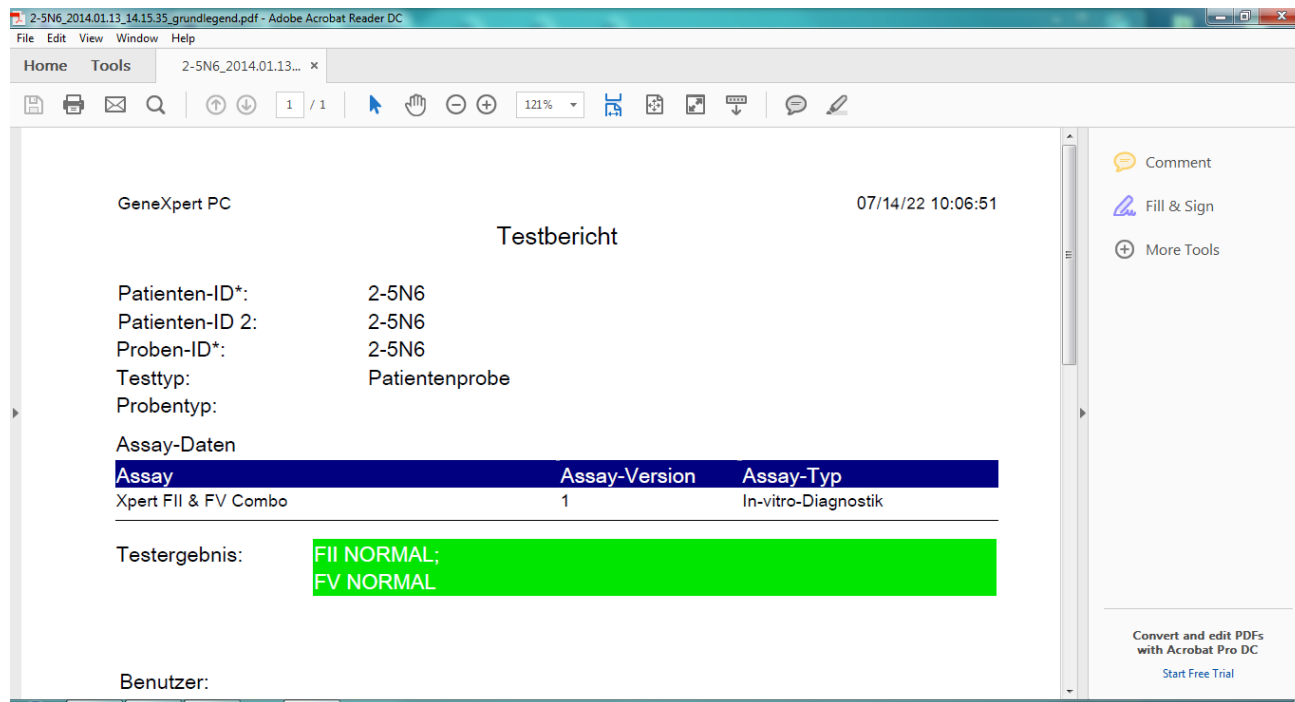 2-5N6_2014.01.13_14.15.35_grundlegend.pdf - Adobe Acrobat Reader DC
File Edit View Window Help
Home Tools 2-5N6_2014.01.13... ×
1 / 1 121%
Comment
Fill & Sign
More Tools
GeneXpert PC 07/14/22 10:06:51
Testbericht
Patienten-ID*: 2-5N6
Patienten-ID 2: 2-5N6
Proben-ID*: 2-5N6
Testtyp: Patientenprobe
Probentyp:
Assay-Daten
Assay Assay-Version Assay-Typ
Xpert FII & FV Combo 1 In-vitro-Diagnostik
Testergebnis: FII NORMAL;
FV NORMAL
Benutzer:
Convert and edit PDFs
with Acrobat Pro DC
Start Free Trial